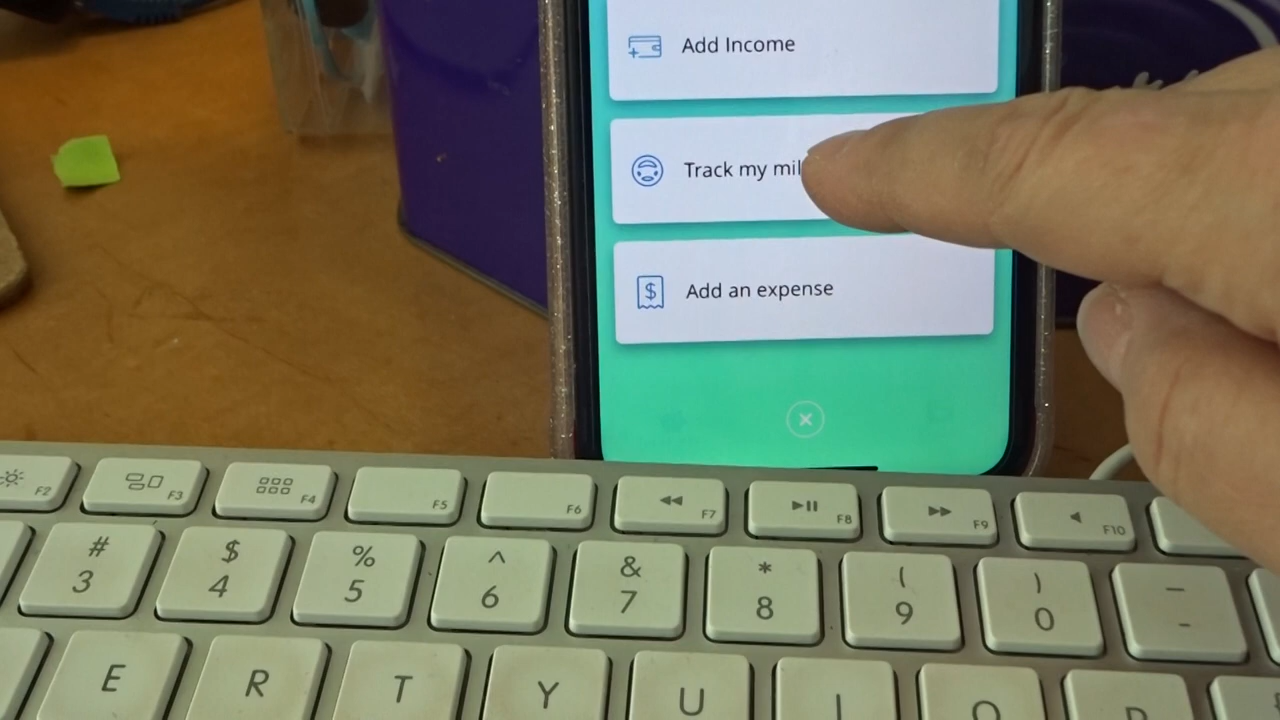 Add Income
Track my mil
Add an expense
F2 F3 F4 F5 F6 F7 F8 F9 F10
# $ % ^ & * ( ) _
3 4 5 6 7 8 9 0 -
E R T Y U I O P